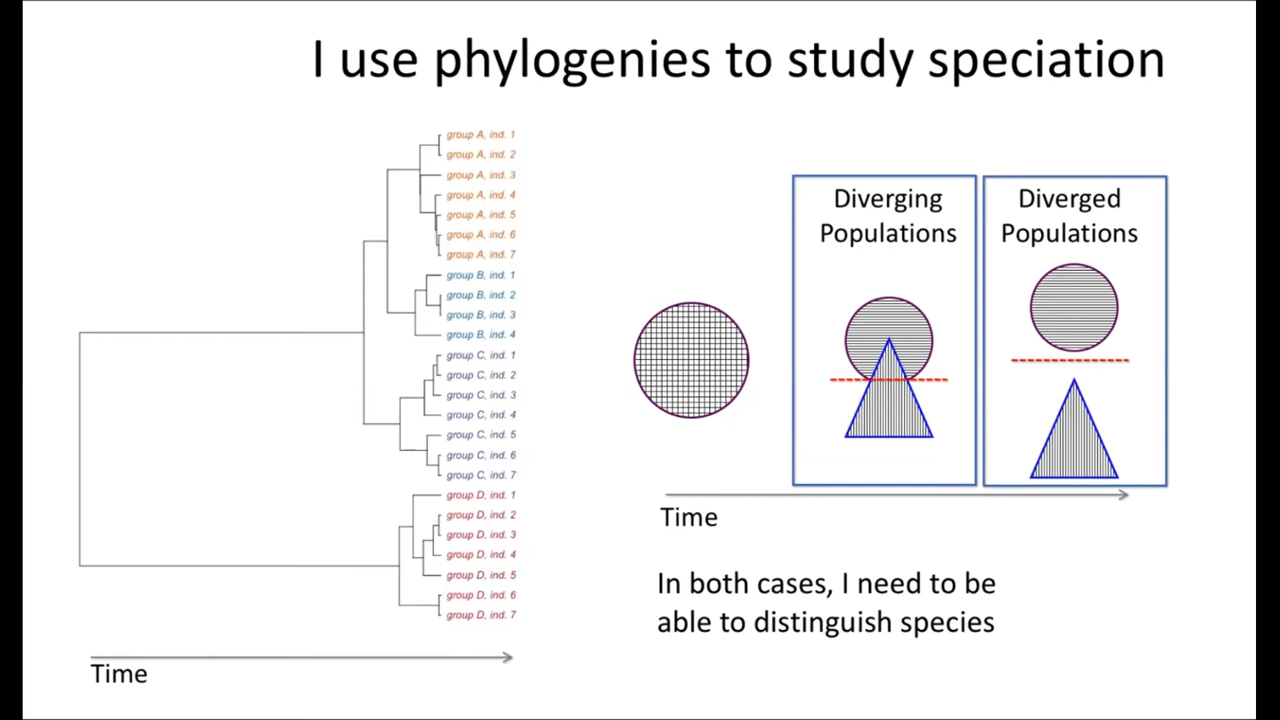 I use phylogenies to study speciation
group A, ind. 1
group A, ind. 2
group A, ind. 3
group A, ind. 4
group A, ind. 5
group A, ind. 6
group A, ind. 7
group B, ind. 1
group B, ind. 2
group B, ind. 3
group B, ind. 4
group C, ind. 1
group C, ind. 2
group C, ind. 3
group C, ind. 4
group C, ind. 5
group C, ind. 6
group C, ind. 7
group D, ind. 1
group D, ind. 2
group D, ind. 3
group D, ind. 4
group D, ind. 5
group D, ind. 6
group D, ind. 7
Time
Diverging
Populations
Diverged
Populations
Time
In both cases, I need to be
able to distinguish species